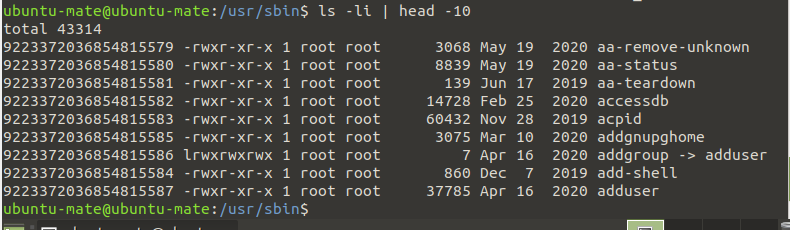 ubuntu-mate@ubuntu-mate:/usr/sbin$ ls -li | head -10
total 43314
9223372036854815579 -rwxr-xr-x 1 root root      3068 May 19  2020 aa-remove-unknown
9223372036854815580 -rwxr-xr-x 1 root root      8839 May 19  2020 aa-status
9223372036854815581 -rwxr-xr-x 1 root root       139 Jun 17  2019 aa-teardown
9223372036854815582 -rwxr-xr-x 1 root root     14728 Feb 25  2020 accessdb
9223372036854815583 -rwxr-xr-x 1 root root     60432 Nov 28  2019 acpid
9223372036854815585 -rwxr-xr-x 1 root root      3075 Mar 10  2020 addgnupghome
9223372036854815586 lrwxrwxrwx 1 root root         7 Apr 16  2020 addgroup -> adduser
9223372036854815584 -rwxr-xr-x 1 root root       860 Dec  7  2019 add-shell
9223372036854815587 -rwxr-xr-x 1 root root     37785 Apr 16  2020 adduser
ubuntu-mate@ubuntu-mate:/usr/sbin$